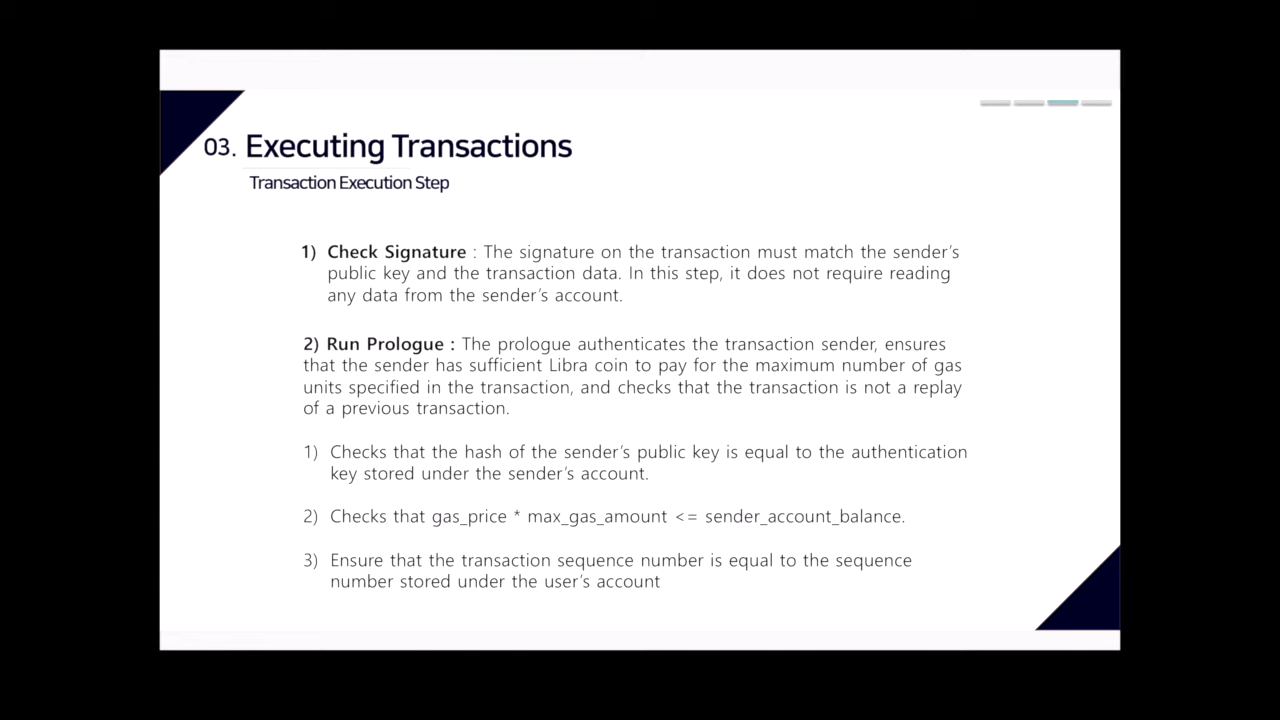 03. Executing Transactions
Transaction Execution Step
1) Check Signature : The signature on the transaction must match the sender's
public key and the transaction data. In this step, it does not require reading
any data from the sender's account.
2) Run Prologue : The prologue authenticates the transaction sender, ensures
that the sender has sufficient Libra coin to pay for the maximum number of gas
units specified in the transaction, and checks that the transaction is not a replay
of a previous transaction.
1) Checks that the hash of the sender's public key is equal to the authentication
key stored under the sender's account.
2) Checks that gas_price * max_gas_amount <= sender_account_balance.
3) Ensure that the transaction sequence number is equal to the sequence
number stored under the user's account